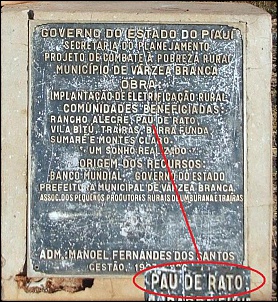 GOVERNO DO ESTADO DO PIAUÍ
SECRETARIA DO PLANEJAMENTO
PROJETO DE COMBATE A POBREZA RURAL
MUNICÍPIO DE VÁRZEA BRANCA
OBRA:
IMPLANTAÇÃO DE ELETRIFICAÇÃO RURAL
COMUNIDADES BENEFICIADAS:
RANCHO ALEGRE, PAU DE RATO,
VILA BITÚ, TRAÍRAS, BARRA FUNDA,
SUMARÉ E MONTES CLAROS
UM SONHO REALIZADO
ORIGEM DOS RECURSOS:
BANCO MUNDIAL GOVERNO DO ESTADO
PREFEITURA MUNICIPAL DE VÁRZEA BRANCA
ASSOC. DOS PEQUENOS PRODUTORES RURAIS DE UMBURANA E TRAÍRAS
ADM.: MANOEL FERNANDES DOS SANTOS
GESTÃO:
PAU DE RATO